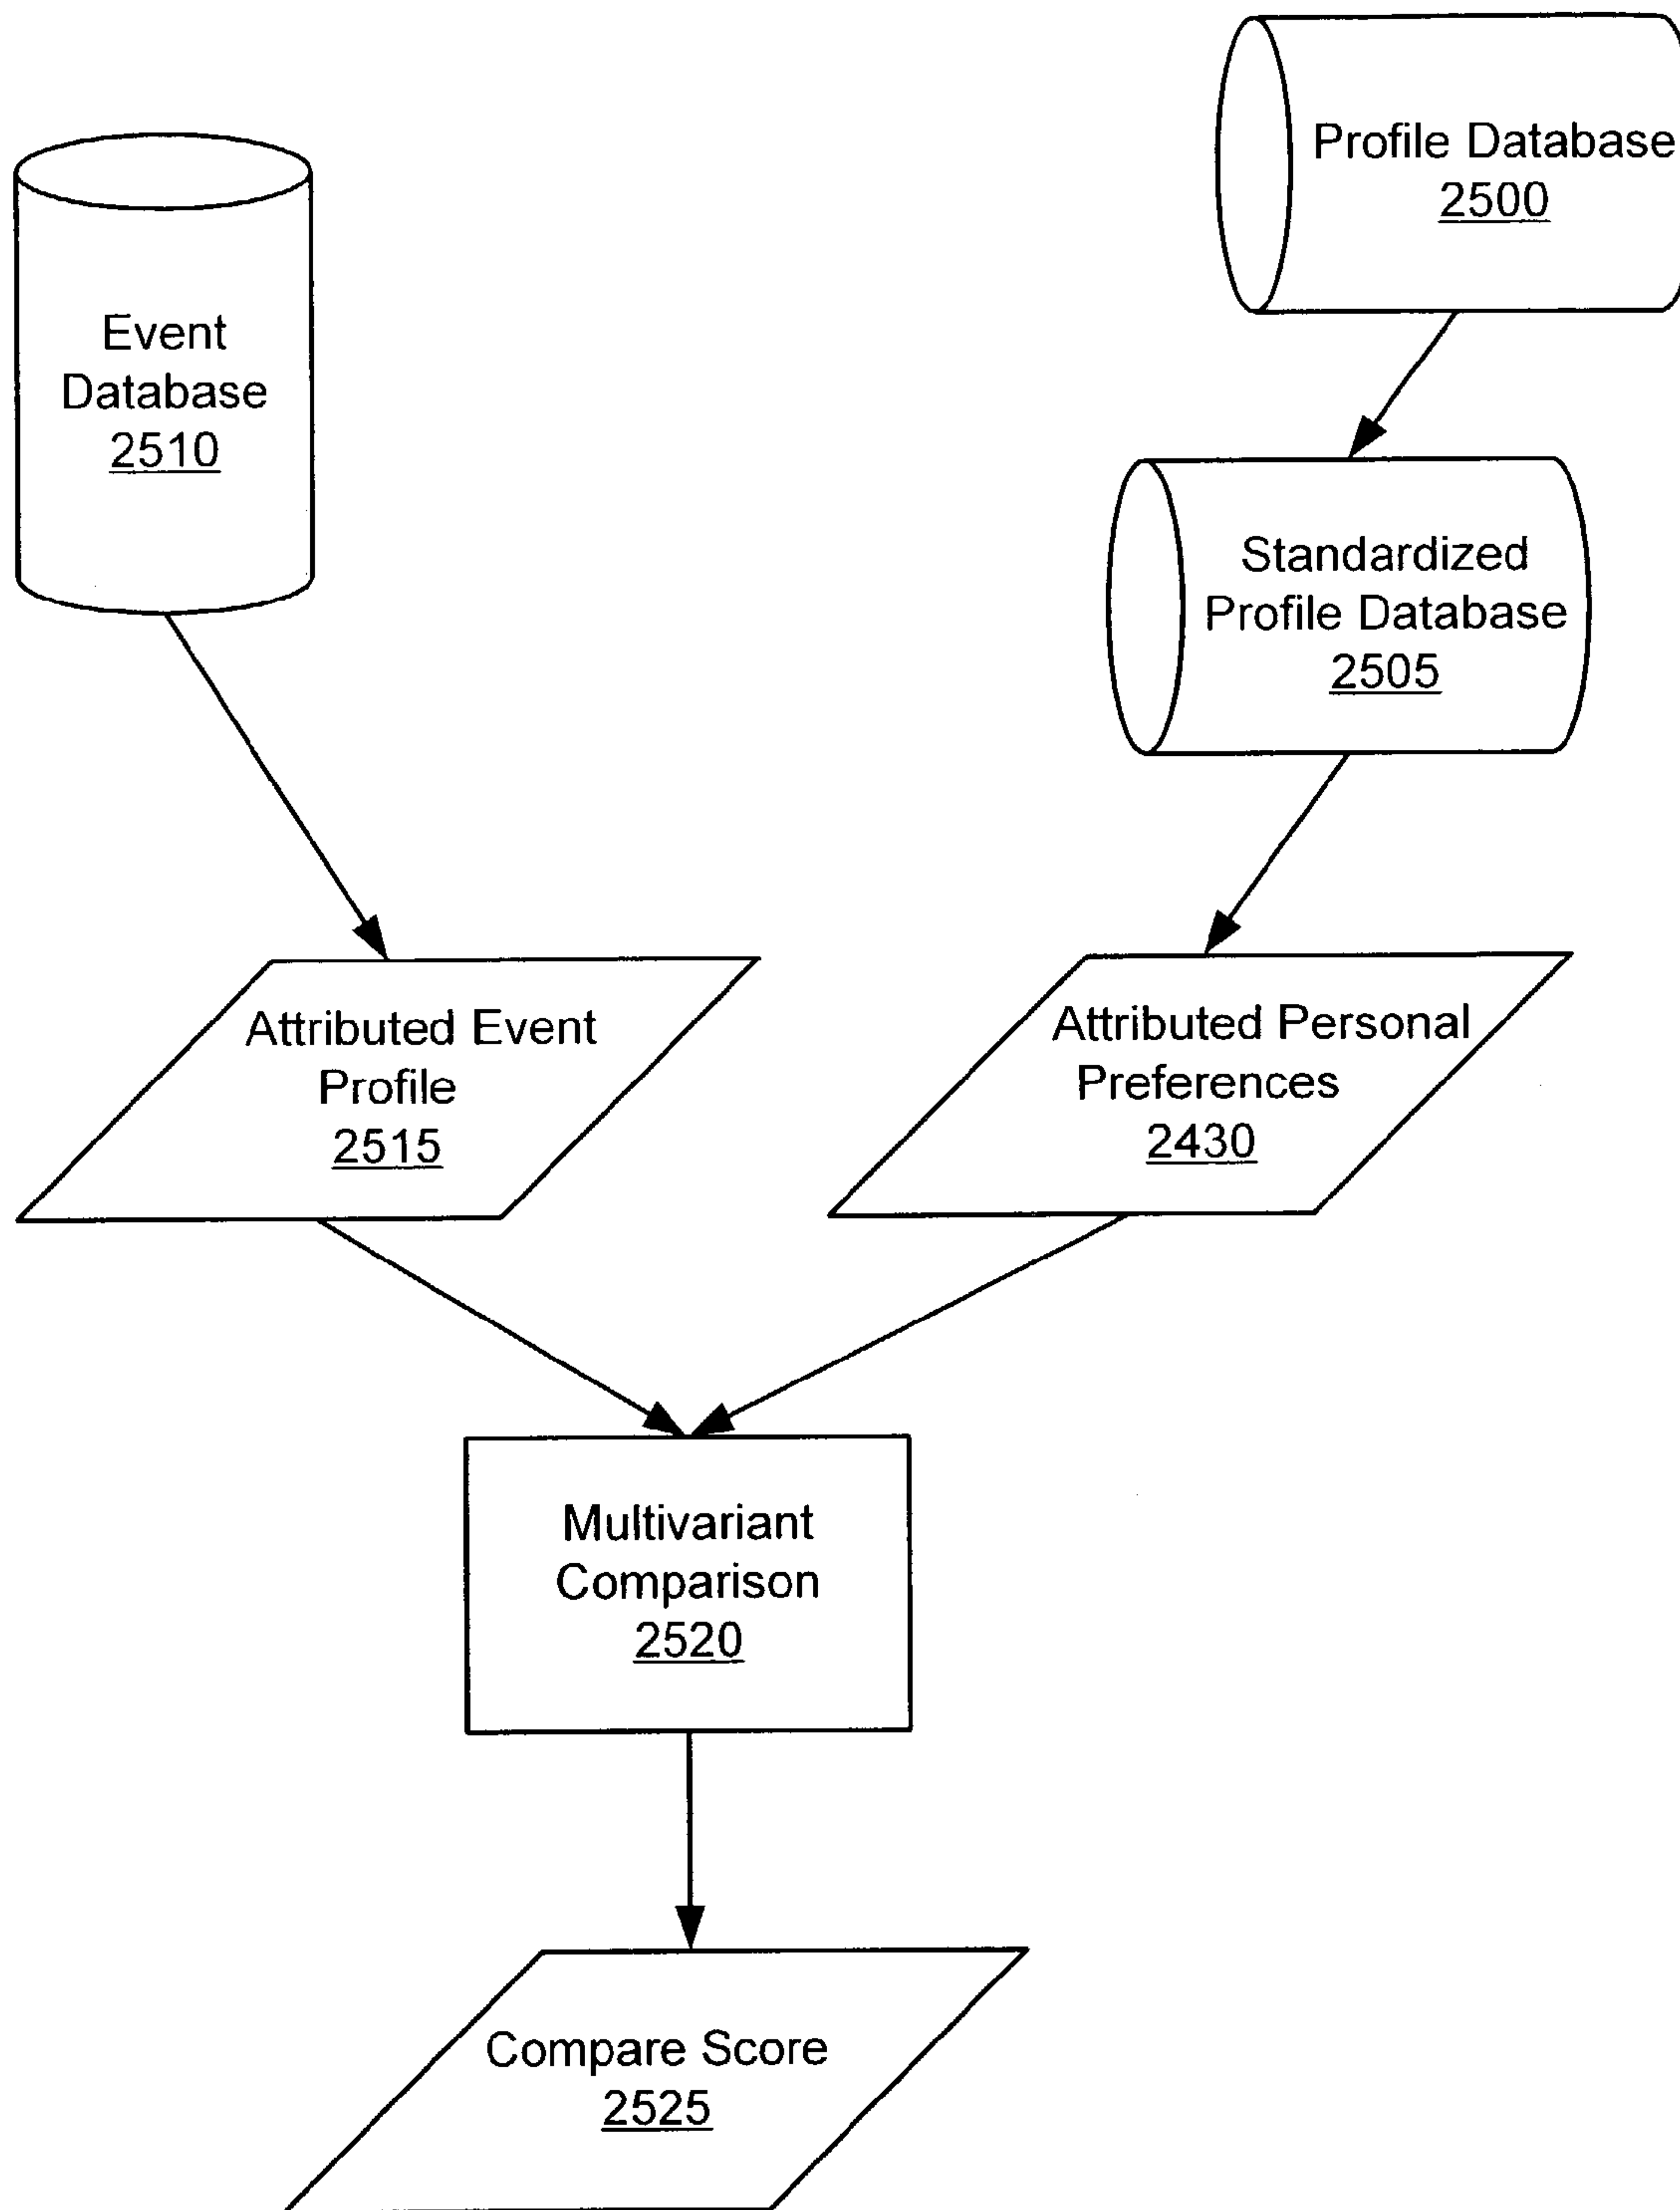 Profile Database
2500
Event
Database
2510
Standardized
Profile Database
2505
Attributed Event
Profile
2515
Attributed Personal
Preferences
2430
Multivariant
Comparison
2520
Compare Score
2525